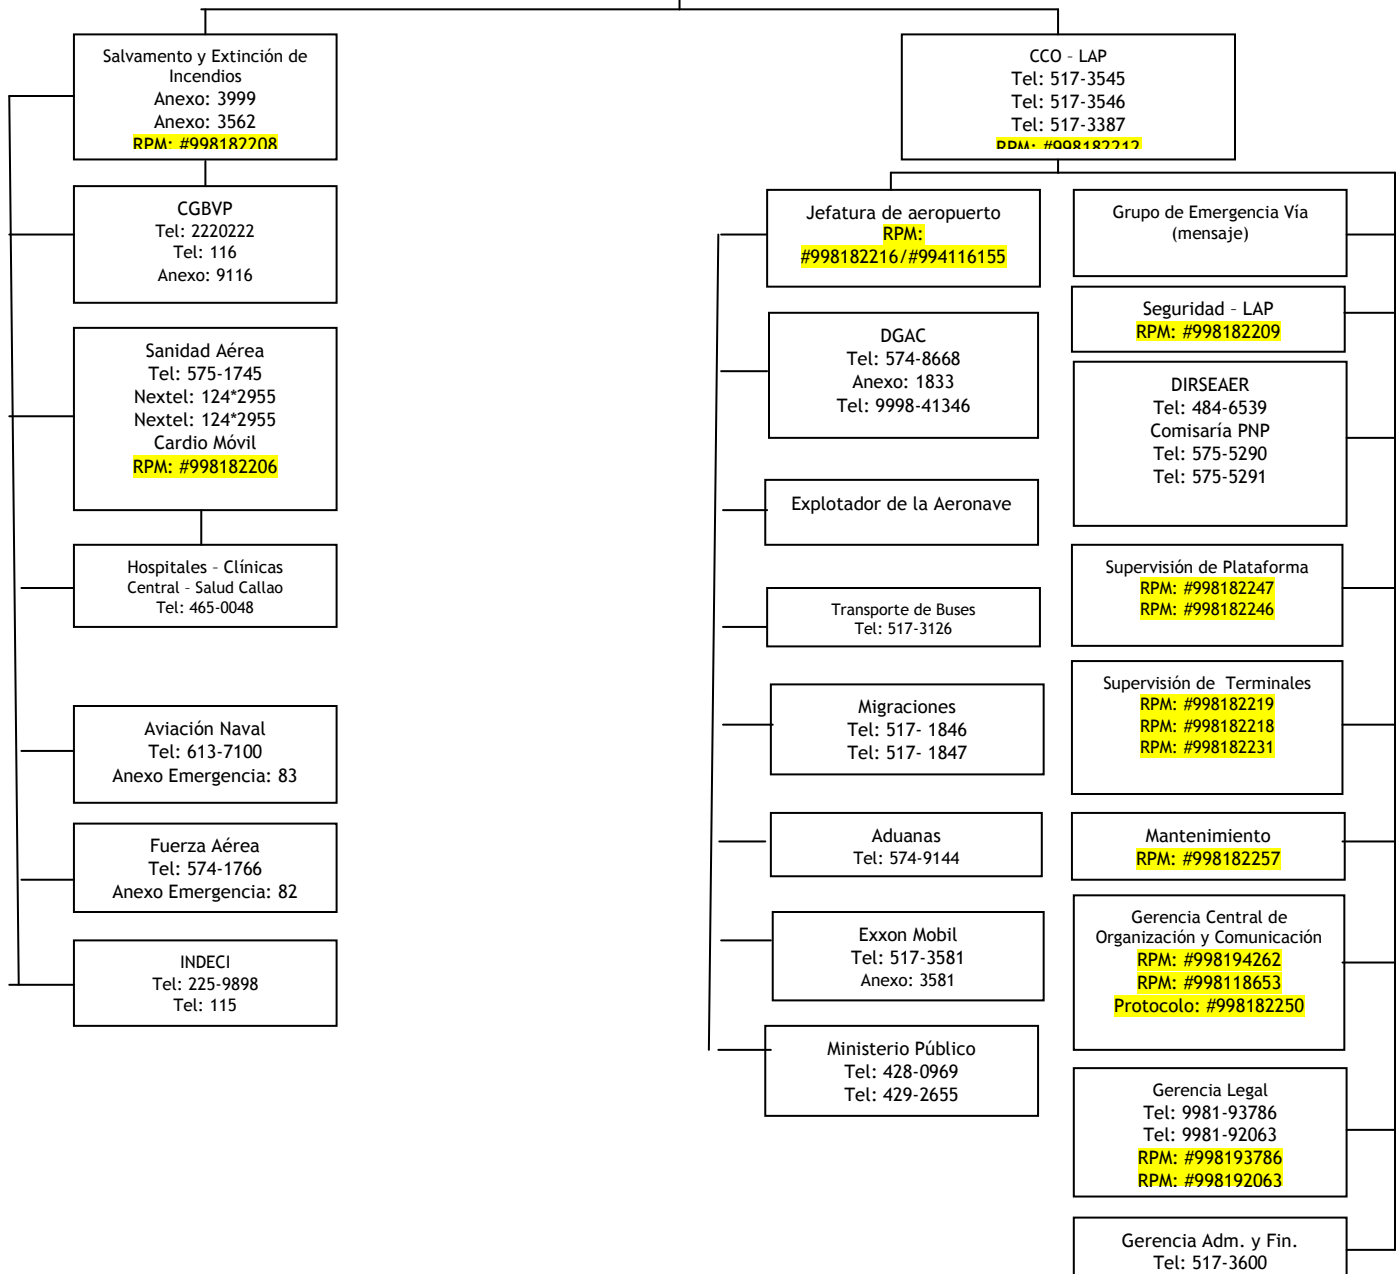 Salvamento y Extinción de
Incendios
Anexo: 3999
Anexo: 3562
RPM: #998182208
CGBVP
Tel: 2220222
Tel: 116
Anexo: 9116
Sanidad Aérea
Tel: 575-1745
Nextel: 124*2955
Nextel: 124*2955
Cardio Móvil
RPM: #998182206
Hospitales - Clínicas
Central - Salud Callao
Tel: 465-0048
Aviación Naval
Tel: 613-7100
Anexo Emergencia: 83
Fuerza Aérea
Tel: 574-1766
Anexo Emergencia: 82
INDECI
Tel: 225-9898
Tel: 115
CCO - LAP
Tel: 517-3545
Tel: 517-3546
Tel: 517-3387
RPM: #998182212
Jefatura de aeropuerto
RPM:
#998182216/#994116155
DGAC
Tel: 574-8668
Anexo: 1833
Tel: 9998-41346
Explotador de la Aeronave
Transporte de Buses
Tel: 517-3126
Migraciones
Tel: 517- 1846
Tel: 517- 1847
Aduanas
Tel: 574-9144
Exxon Mobil
Tel: 517-3581
Anexo: 3581
Ministerio Público
Tel: 428-0969
Tel: 429-2655
Grupo de Emergencia Vía
(mensaje)
Seguridad - LAP
RPM: #998182209
DIRSEAER
Tel: 484-6539
Comisaría PNP
Tel: 575-5290
Tel: 575-5291
Supervisión de Plataforma
RPM: #998182247
RPM: #998182246
Supervisión de Terminales
RPM: #998182219
RPM: #998182218
RPM: #998182231
Mantenimiento
RPM: #998182257
Gerencia Central de
Organización y Comunicación
RPM: #998194262
RPM: #998118653
Protocolo: #998182250
Gerencia Legal
Tel: 9981-93786
Tel: 9981-92063
RPM: #998193786
RPM: #998192063
Gerencia Adm. y Fin.
Tel: 517-3600